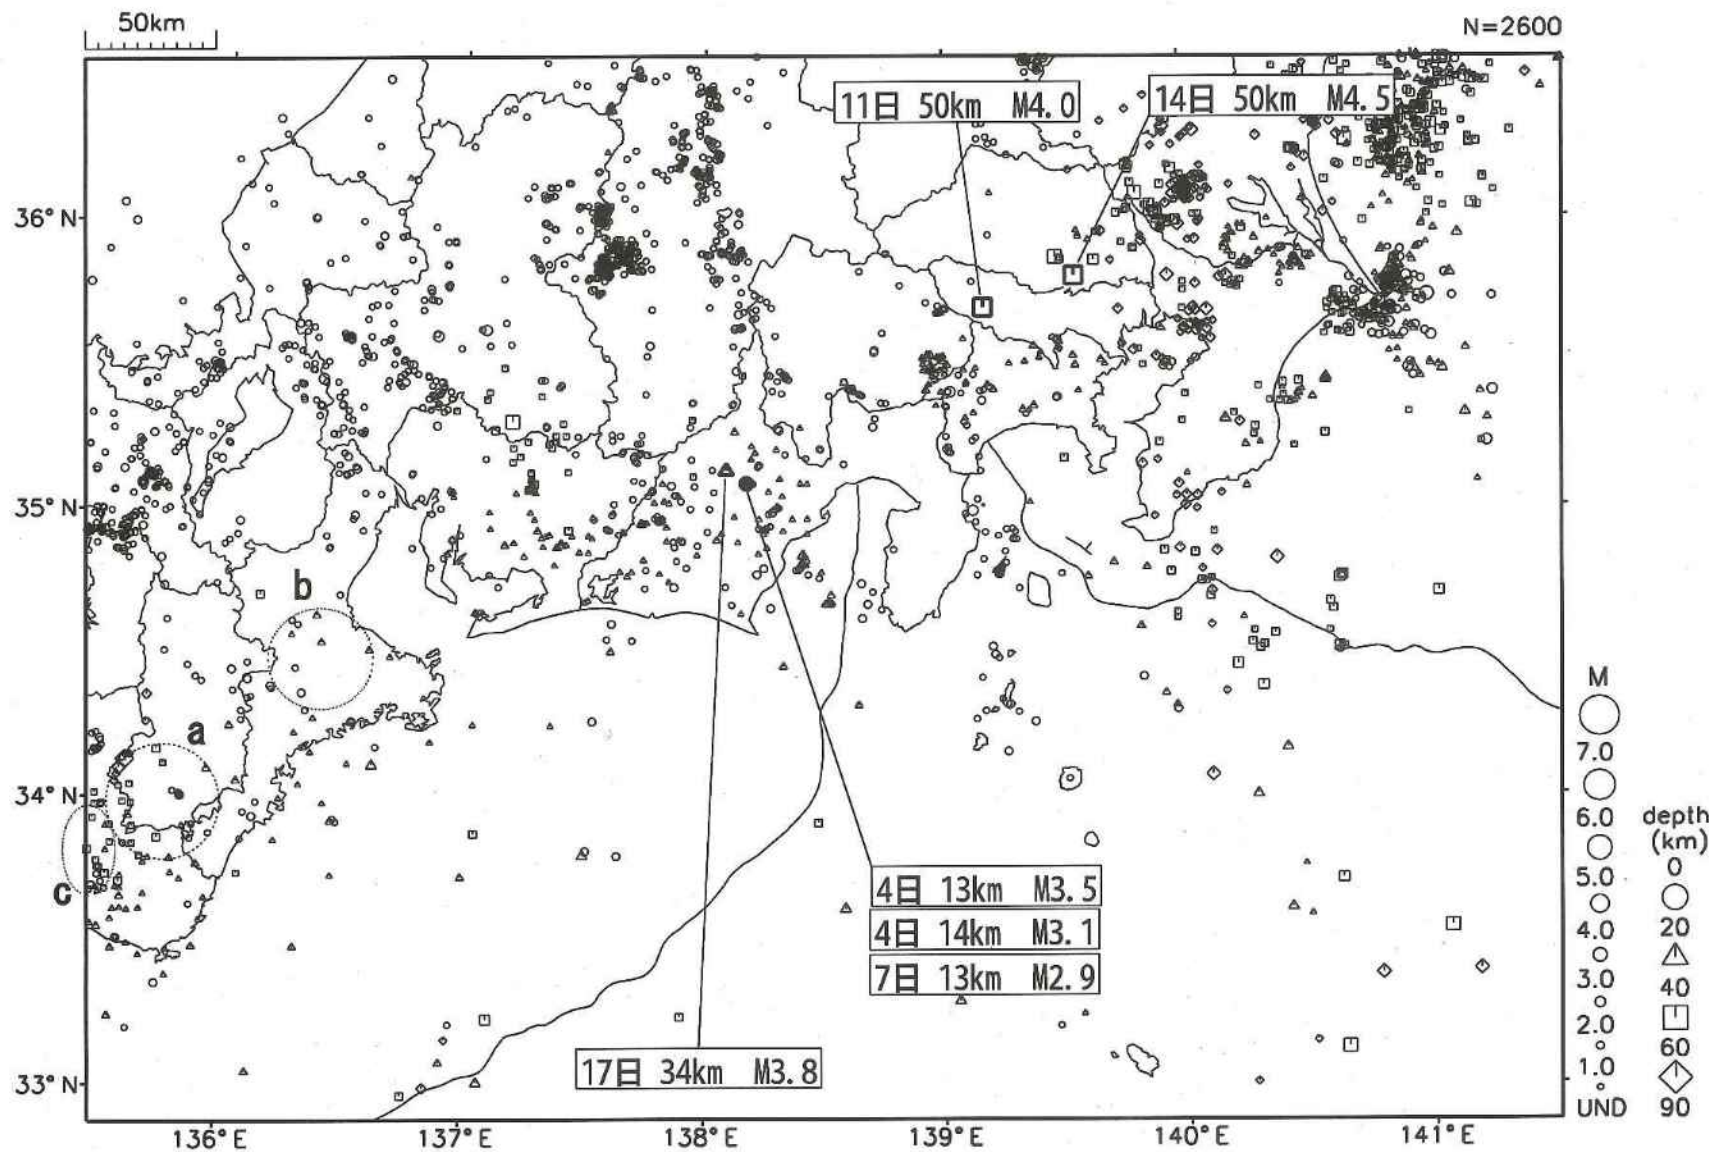 50km
N=2600
11日 50km M4.0
14日 50km M4.5
36°N
35°N
b
a
34°N
c
33°N
4日 13km M3.5
4日 14km M3.1
7日 13km M2.9
17日 34km M3.8
136°E
137°E
138°E
139°E
140°E
141°E
M
7.0
6.0
5.0
4.0
3.0
2.0
1.0
UND
depth
(km)
0
20
40
60
90